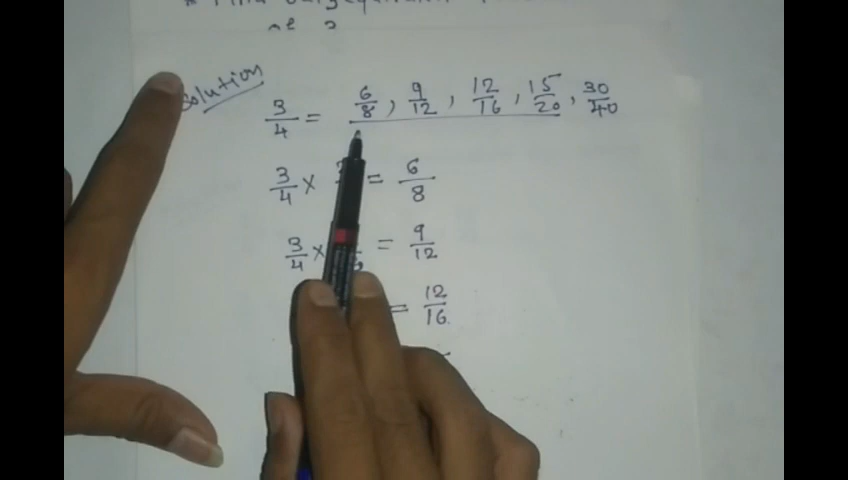 Solution
3/4 = 6/8, 9/12, 12/16, 15/20, 30/40
3/4 × = 6/8
3/4 × = 9/12
= 12/16